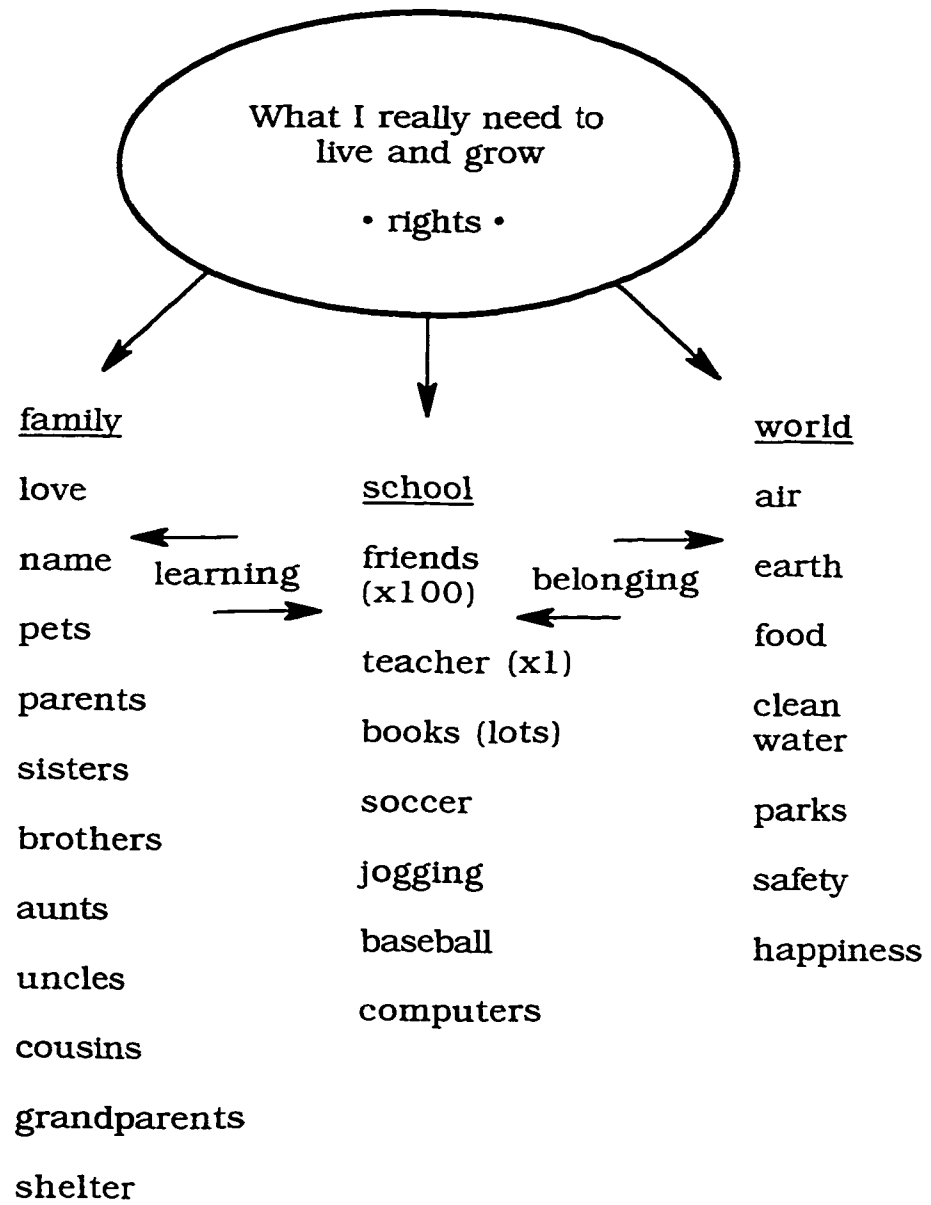 What I really need to
live and grow
• rights •
family
love
name
pets
parents
sisters
brothers
aunts
uncles
cousins
grandparents
shelter
learning
school
friends
(x100)
teacher (x1)
books (lots)
soccer
jogging
baseball
computers
belonging
world
air
earth
food
clean
water
parks
safety
happiness